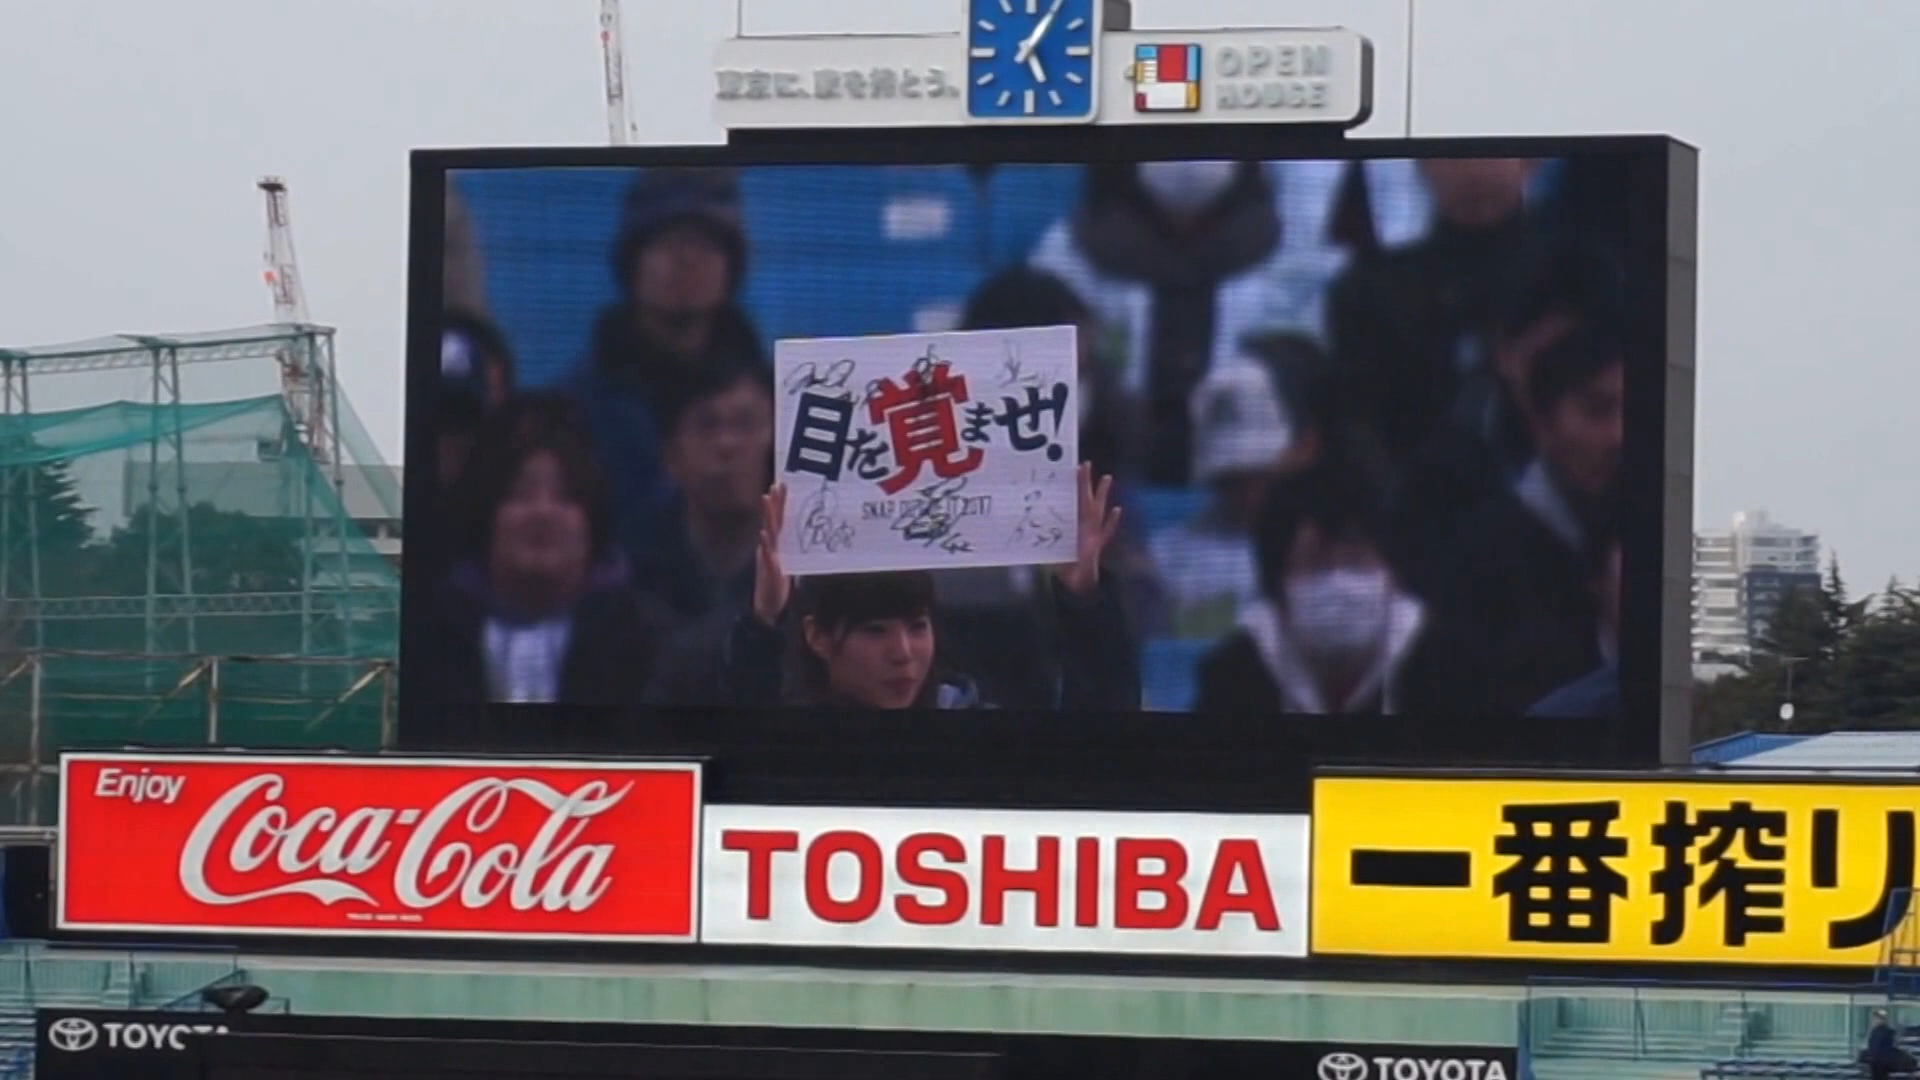 東京に、家を持とう。
OPEN
HOUSE
目を覚ませ!
Enjoy
Coca-Cola
TOSHIBA
一番搾り
TOYOTA
TOYOTA